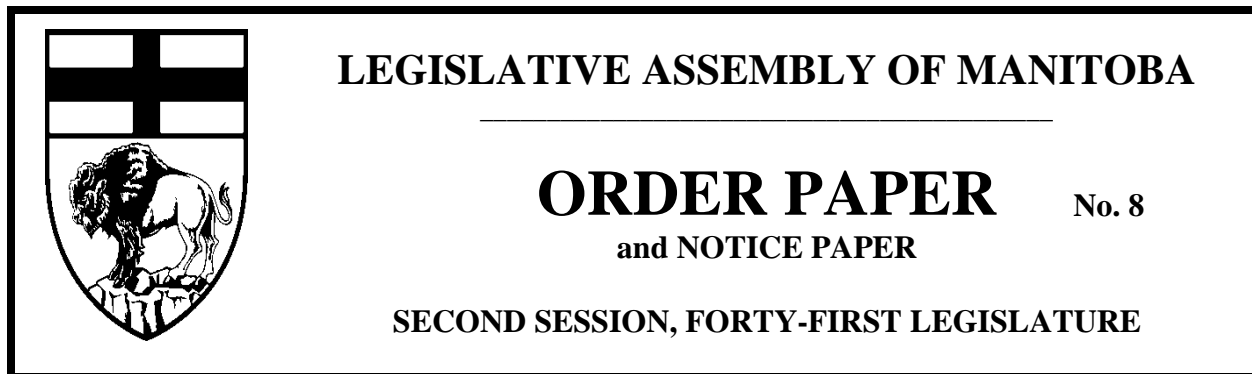 LEGISLATIVE ASSEMBLY OF MANITOBA
ORDER PAPER No. 8
and NOTICE PAPER
SECOND SESSION, FORTY-FIRST LEGISLATURE